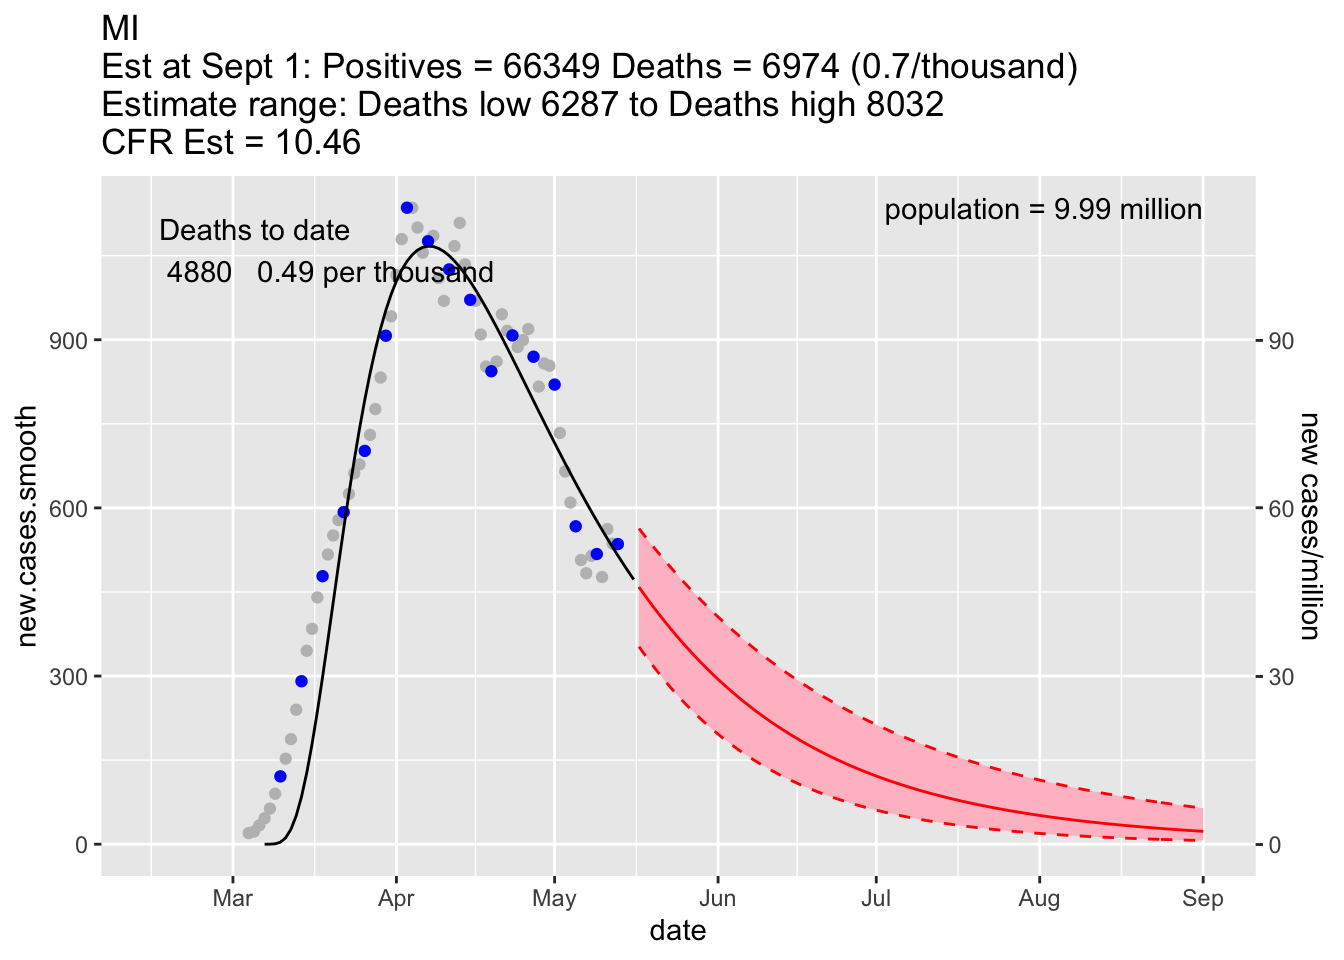 MI
Est at Sept 1: Positives = 66349 Deaths = 6974 (0.7/thousand)
Estimate range: Deaths low 6287 to Deaths high 8032
CFR Est = 10.46
Deaths to date
4880 0.49 per thousand
population = 9.99 million
new.cases.smooth
900
600
300
0
90
60
30
0
new cases/million
Mar Apr May Jun Jul Aug Sep
date